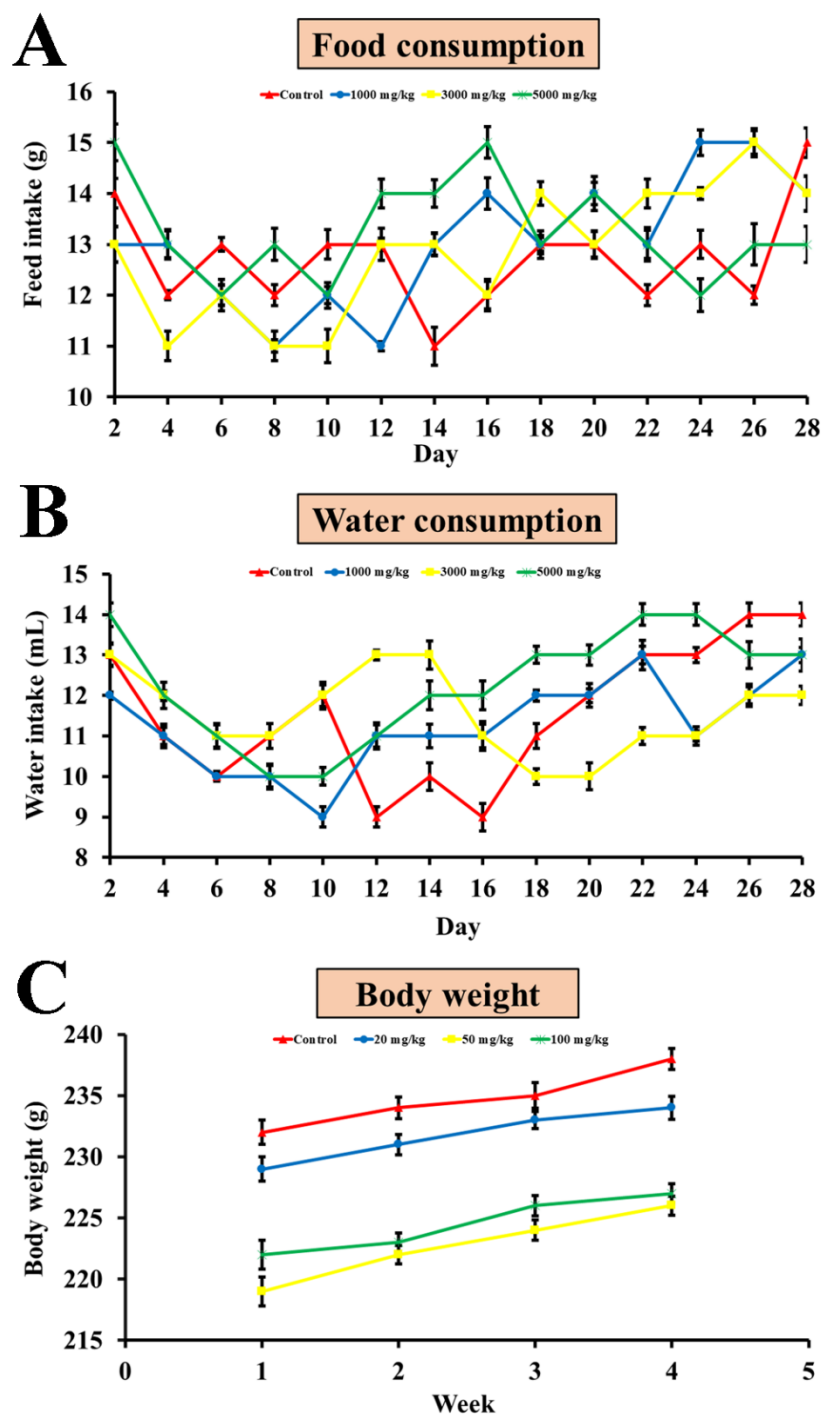 A
Food consumption
Control 1000 mg/kg 3000 mg/kg 5000 mg/kg
Feed intake (g)
16
15
14
13
12
11
10
2 4 6 8 10 12 14 16 18 20 22 24 26 28
Day
B
Water consumption
Control 1000 mg/kg 3000 mg/kg 5000 mg/kg
Water intake (mL)
15
14
13
12
11
10
9
8
2 4 6 8 10 12 14 16 18 20 22 24 26 28
Day
C
Body weight
Control 20 mg/kg 50 mg/kg 100 mg/kg
Body weight (g)
240
235
230
225
220
215
0 1 2 3 4 5
Week